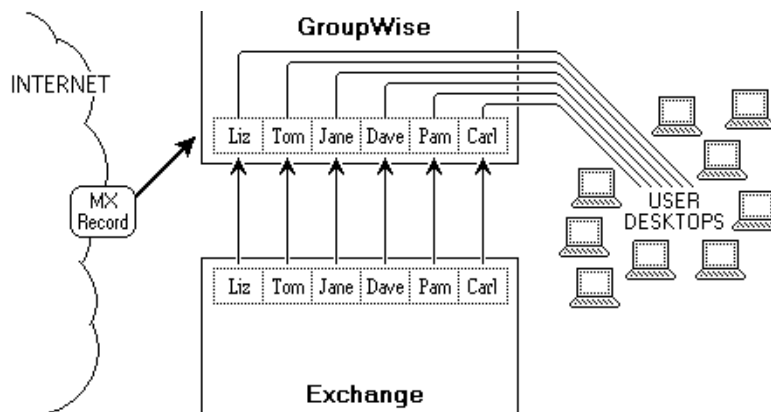 GroupWise
INTERNET
Liz Tom Jane Dave Pam Carl
MX
Record
USER
DESKTOPS
Liz Tom Jane Dave Pam Carl
Exchange